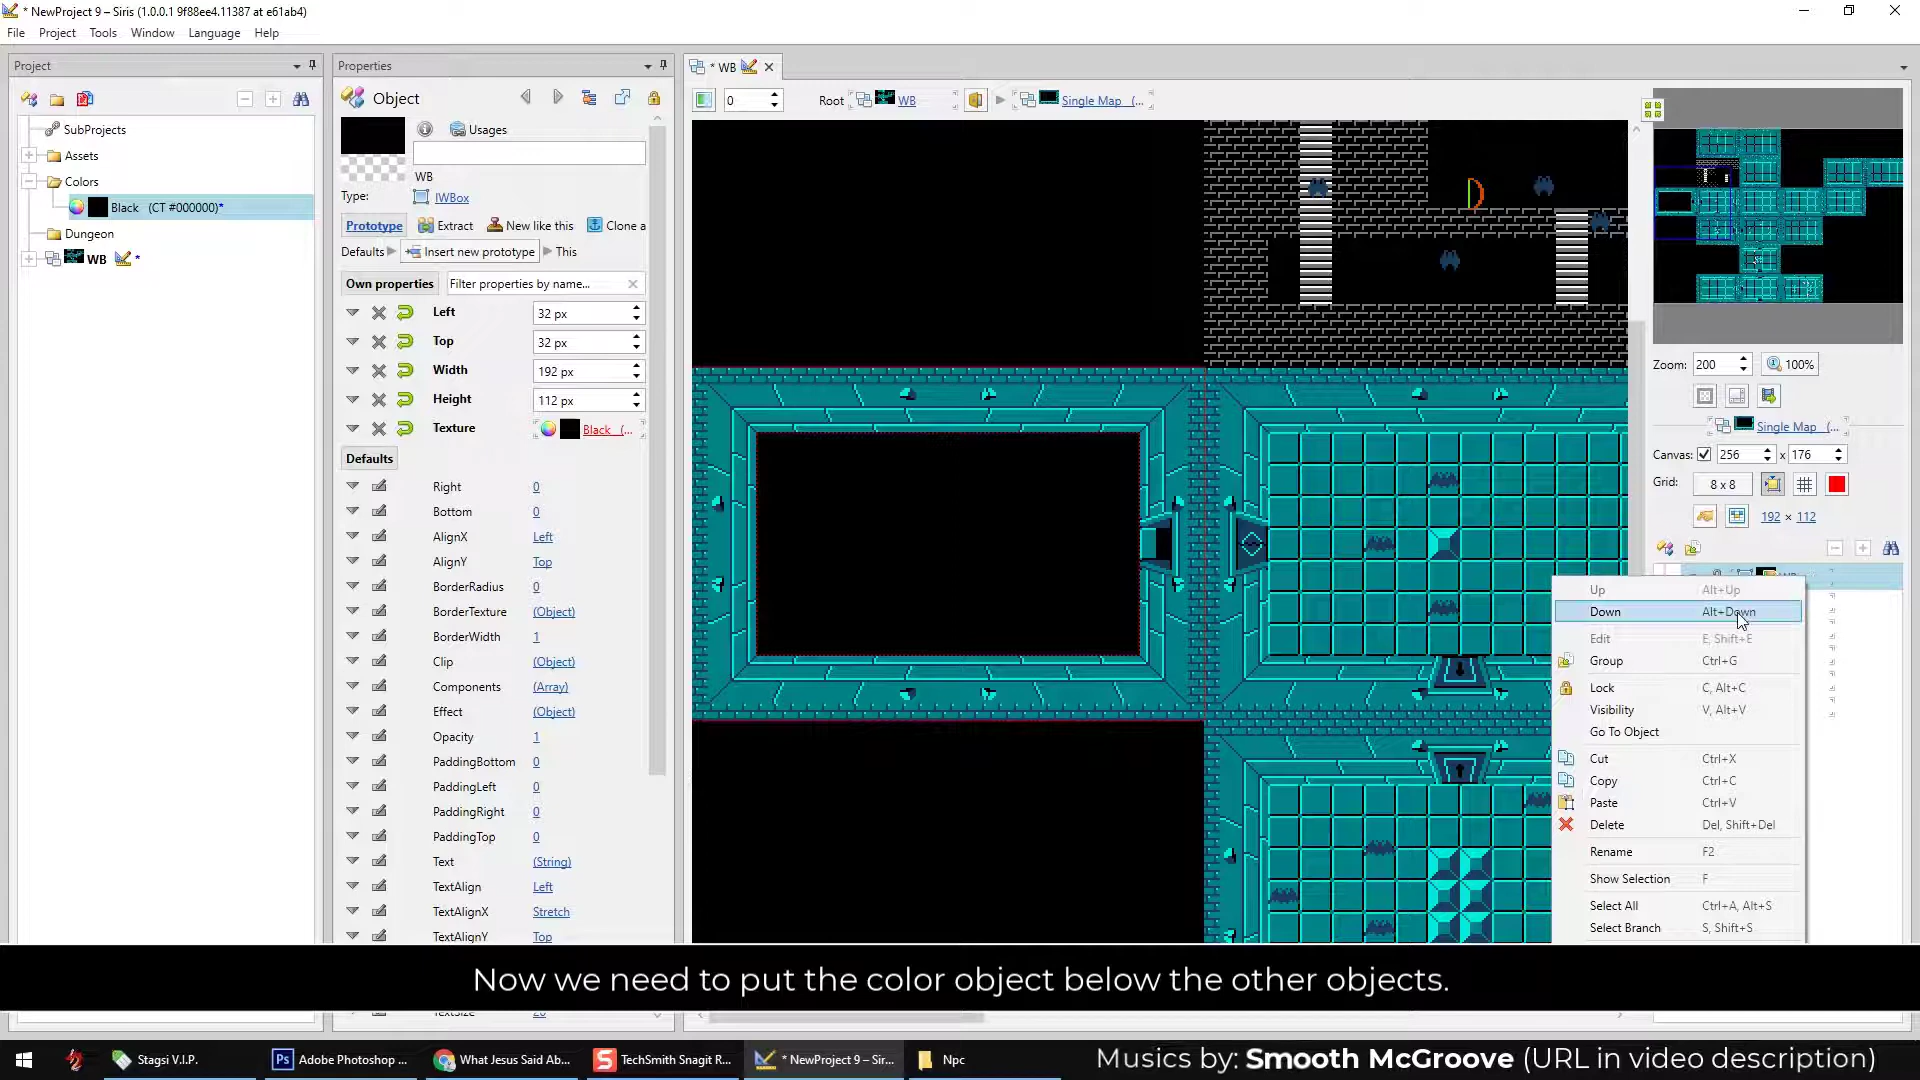 * NewProject 9 – Siris (1.0.0.1 9f88ee4.11387 at e61ab4)
File Project Tools Window Language Help
Project
SubProjects
Assets
Colors
Black (CT #000000)*
Dungeon
WB *
Properties
Object
Usages
WB
Type: IWBox
Prototype Extract New like this Clone a
Defaults Insert new prototype This
Own properties Filter properties by name...
Left 32 px
Top 32 px
Width 192 px
Height 112 px
Texture Black (...
Defaults
Right 0
Bottom 0
AlignX Left
AlignY Top
BorderRadius 0
BorderTexture (Object)
BorderWidth 1
Clip (Object)
Components (Array)
Effect (Object)
Opacity 1
PaddingBottom 0
PaddingLeft 0
PaddingRight 0
PaddingTop 0
Text (String)
TextAlign Left
TextAlignX Stretch
TextAlignY Top
* WB
0 Root WB Single Map (...
Zoom: 200 100%
Single Map (...
Canvas: 256 x 176
Grid: 8 x 8
192 × 112
Up Alt+Up
Down Alt+Down
Edit E, Shift+E
Group Ctrl+G
Lock C, Alt+C
Visibility V, Alt+V
Go To Object
Cut Ctrl+X
Copy Ctrl+C
Paste Ctrl+V
Delete Del, Shift+Del
Rename F2
Show Selection F
Select All Ctrl+A, Alt+S
Select Branch S, Shift+S
Now we need to put the color object below the other objects.
Stagsi V.I.P. Adobe Photoshop ... What Jesus Said Ab... TechSmith Snagit R... * NewProject 9 – Sir... Npc
Musics by: Smooth McGroove (URL in video description)